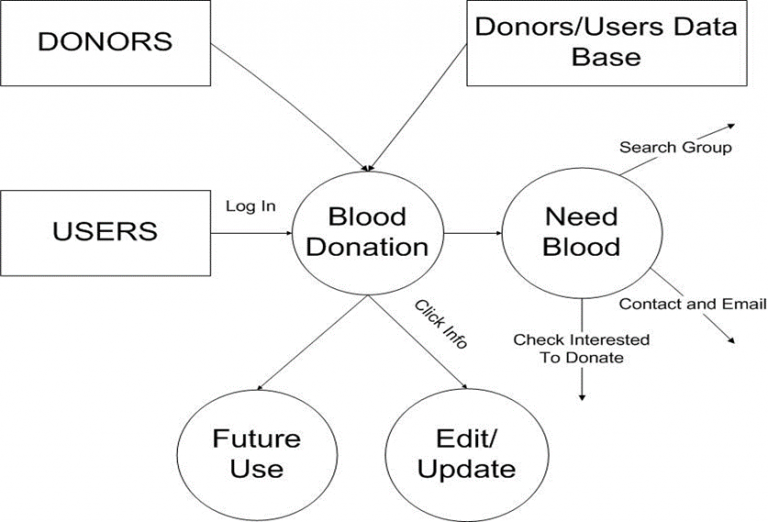 DONORS
Donors/Users Data
Base
Search Group
USERS
Log In
Blood
Donation
Need
Blood
Contact and Email
Click Info
Check Interested
To Donate
Future
Use
Edit/
Update